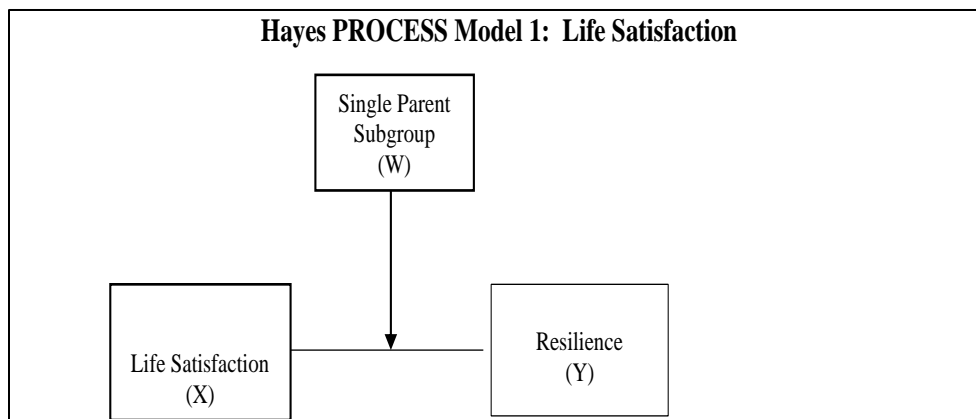 Hayes PROCESS Model 1: Life Satisfaction
Single Parent
Subgroup
(W)
Life Satisfaction
(X)
Resilience
(Y)